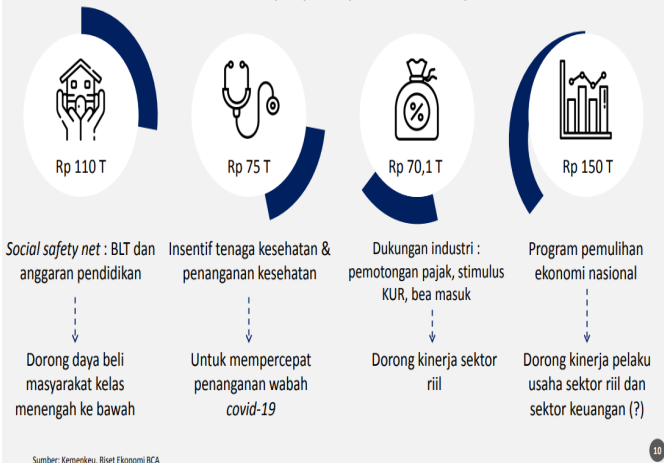 Rp 110 T
Rp 75 T
%
Rp 70,1 T
Rp 150 T
Social safety net : BLT dan
anggaran pendidikan
Insentif tenaga kesehatan &
penanganan kesehatan
Dukungan industri :
pemotongan pajak, stimulus
KUR, bea masuk
Program pemulihan
ekonomi nasional
Dorong daya beli
masyarakat kelas
menengah ke bawah
Untuk mempercepat
penanganan wabah
covid-19
Dorong kinerja sektor
riil
Dorong kinerja pelaku
usaha sektor riil dan
sektor keuangan (?)
Sumber: Kemenkeu, Riset Ekonomi BCA
10